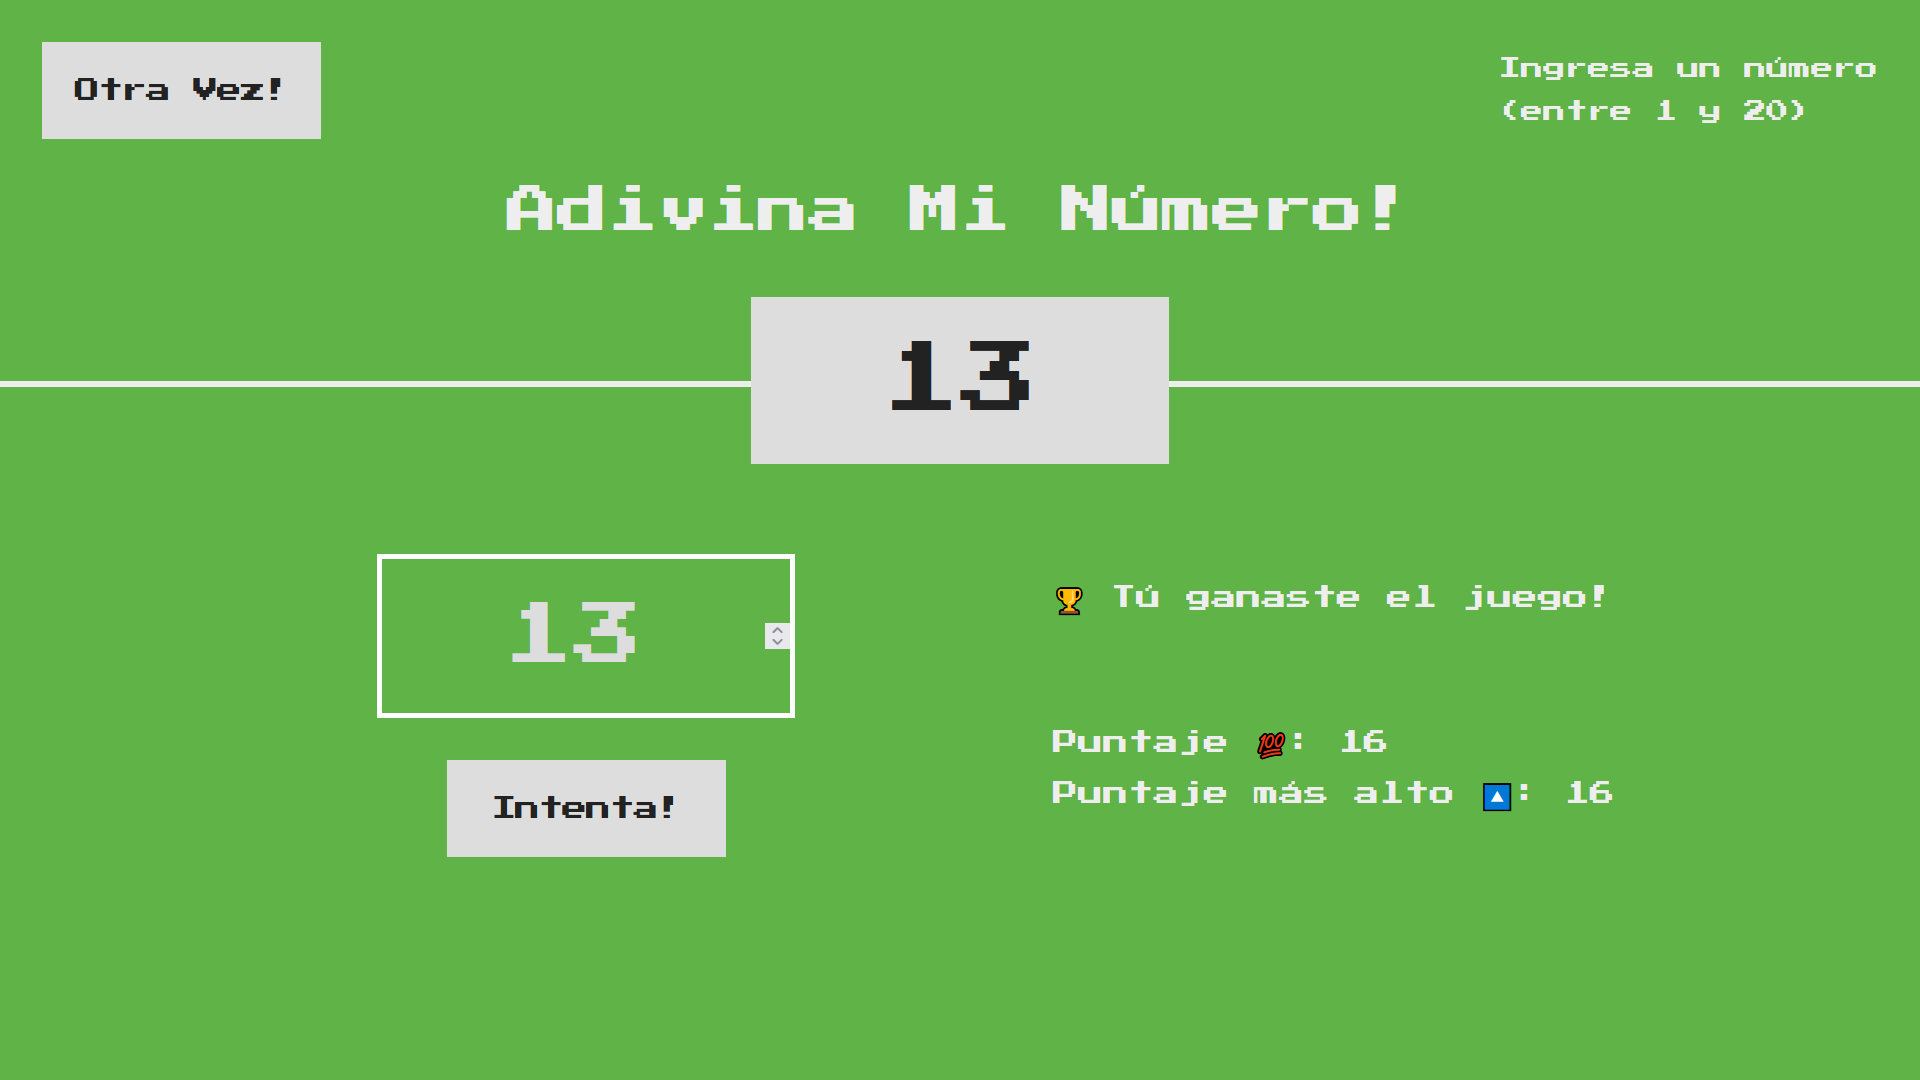 Otra Vez!
Ingresa un número
(entre 1 y 20)
Adivina Mi Número!
13
13
Intenta!
🏆 Tú ganaste el juego!
Puntaje 💯: 16
Puntaje más alto 🔼: 16